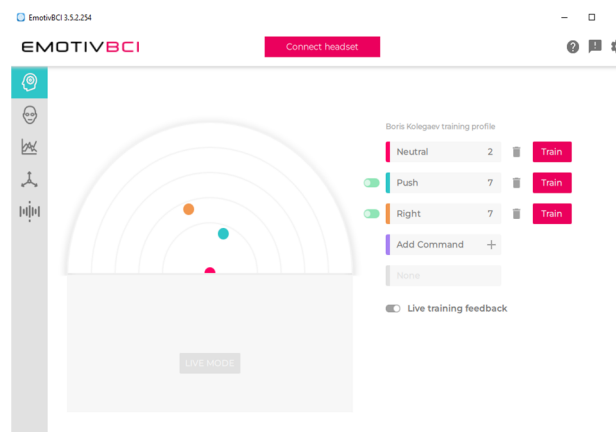 EmotivBCI 3.5.2.254
EMOTIVBCI
Connect headset
Boris Kolegaev training profile
Neutral 2 Train
Push 7 Train
Right 7 Train
Add Command +
None
Live training feedback
LIVE MODE